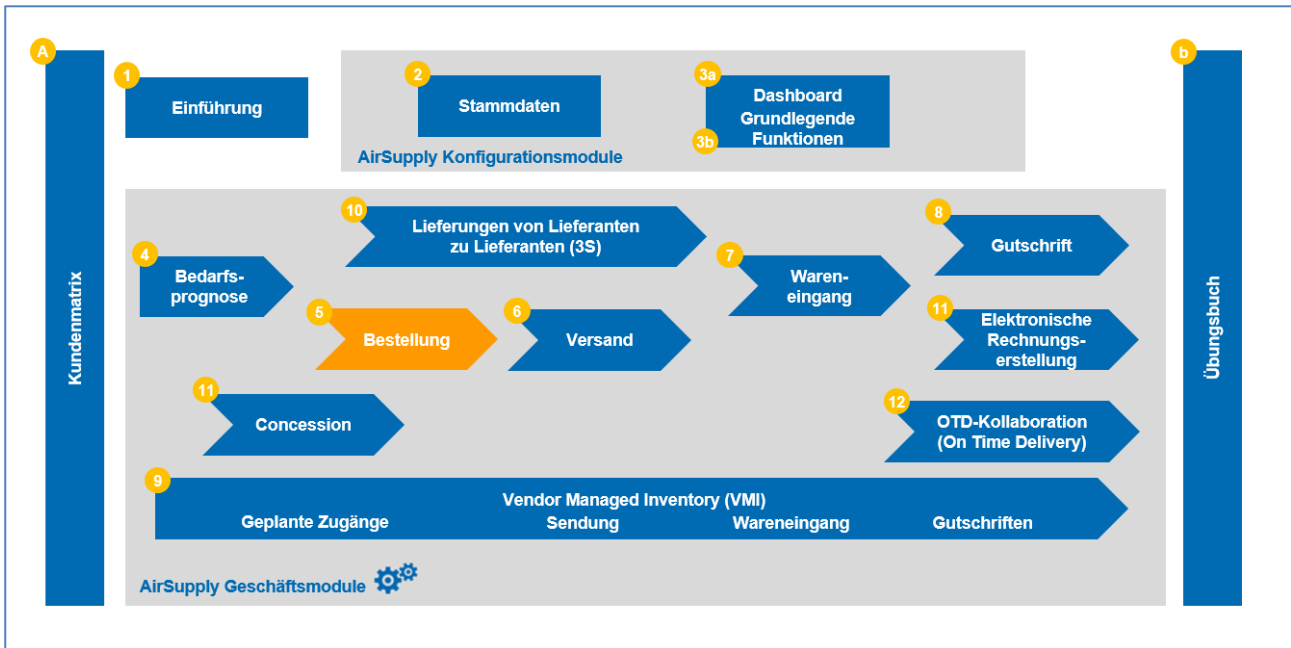 A
Kundenmatrix
1
Einführung
2
Stammdaten
3a
Dashboard
Grundlegende
3b
Funktionen
AirSupply Konfigurationsmodule
b
Übungsbuch
10
Lieferungen von Lieferanten
zu Lieferanten (3S)
8
Gutschrift
4
Bedarfs-
prognose
7
Waren-
eingang
5
Bestellung
6
Versand
11
Elektronische
Rechnungs-
erstellung
11
Concession
12
OTD-Kollaboration
(On Time Delivery)
9
Vendor Managed Inventory (VMI)
Geplante Zugänge Sendung Wareneingang Gutschriften
AirSupply Geschäftsmodule